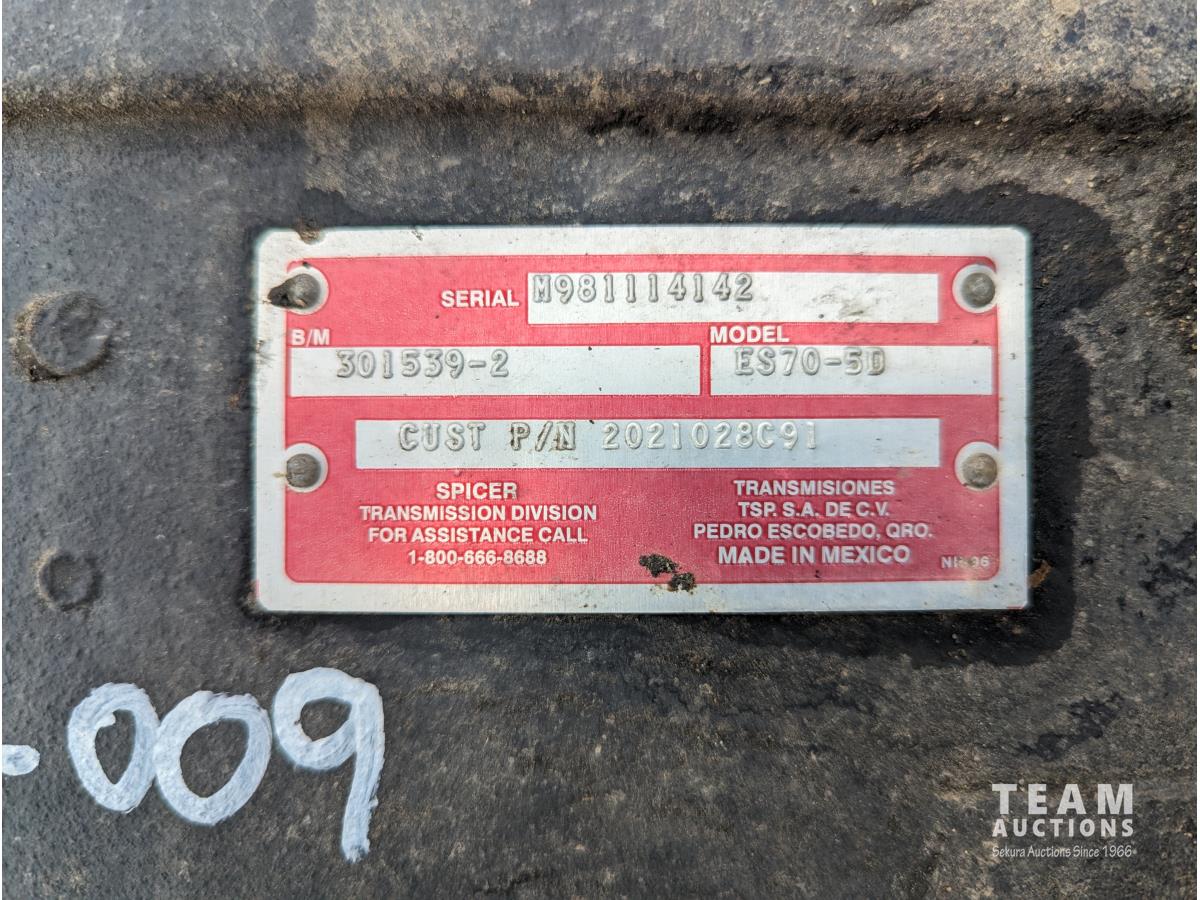 SERIAL M981114142
B/M MODEL
301539-2 ES70-5D
CUST P/N 2021028C91
SPICER
TRANSMISSION DIVISION
FOR ASSISTANCE CALL
1-800-666-8688
TRANSMISIONES
TSP. S.A. DE C.V.
PEDRO ESCOBEDO, QRO.
MADE IN MEXICO
-009
TEAM
AUCTIONS
Sekura Auctions Since 1966